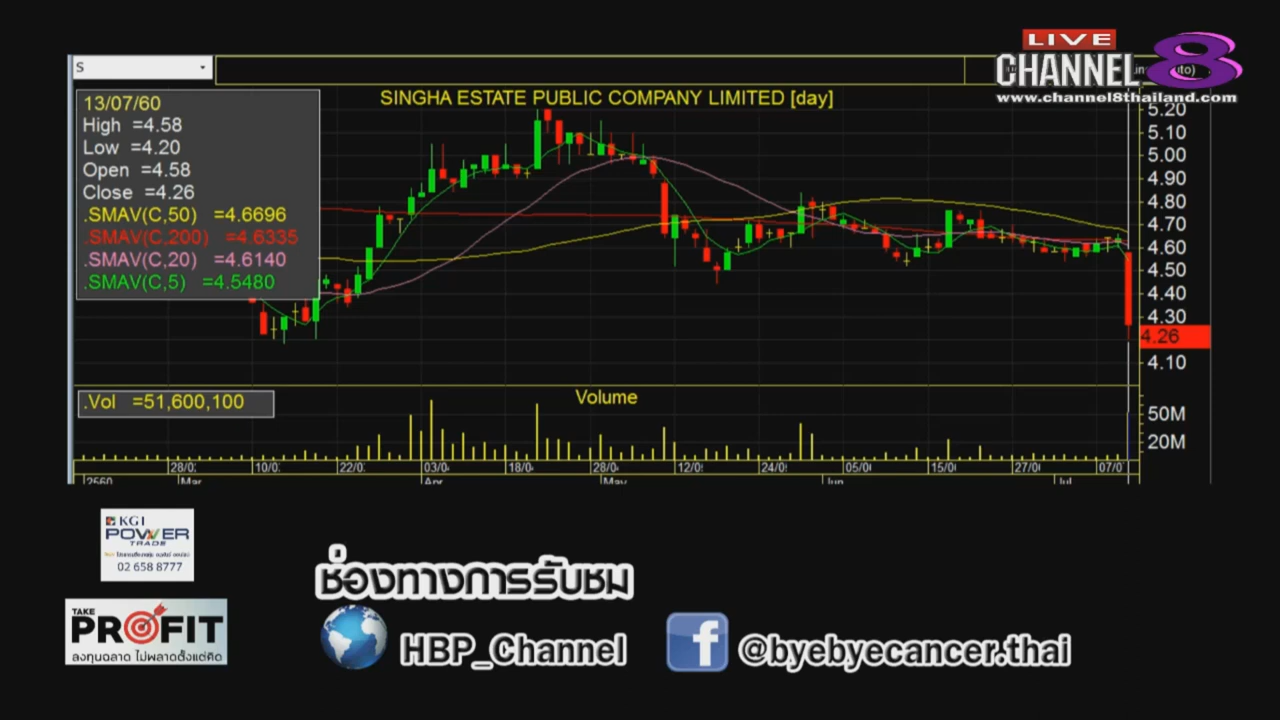 LIVE
CHANNEL 8
www.channel8thailand.com
S
SINGHA ESTATE PUBLIC COMPANY LIMITED [day]
13/07/60
High =4.58
Low =4.20
Open =4.58
Close =4.26
.SMAV(C,50) =4.6696
.SMAV(C,200) =4.6335
.SMAV(C,20) =4.6140
.SMAV(C,5) =4.5480
5.20
5.10
5.00
4.90
4.80
4.70
4.60
4.50
4.40
4.30
4.26
4.10
.Vol =51,600,100
Volume
50M
20M
28/0 10/0 22/0 03/0 18/0 28/0 12/0 24/0 05/0 15/0 27/0 07/0
2560 Mar Apr May Jun Jul
KGI
POWER
TRADE
02 658 8777
TAKE
PROFIT
ลงทุนฉลาด ไม่พลาดตั้งแต่คิด
ช่องทางการรับชม
HBP_Channel
@byebyecancer.thai